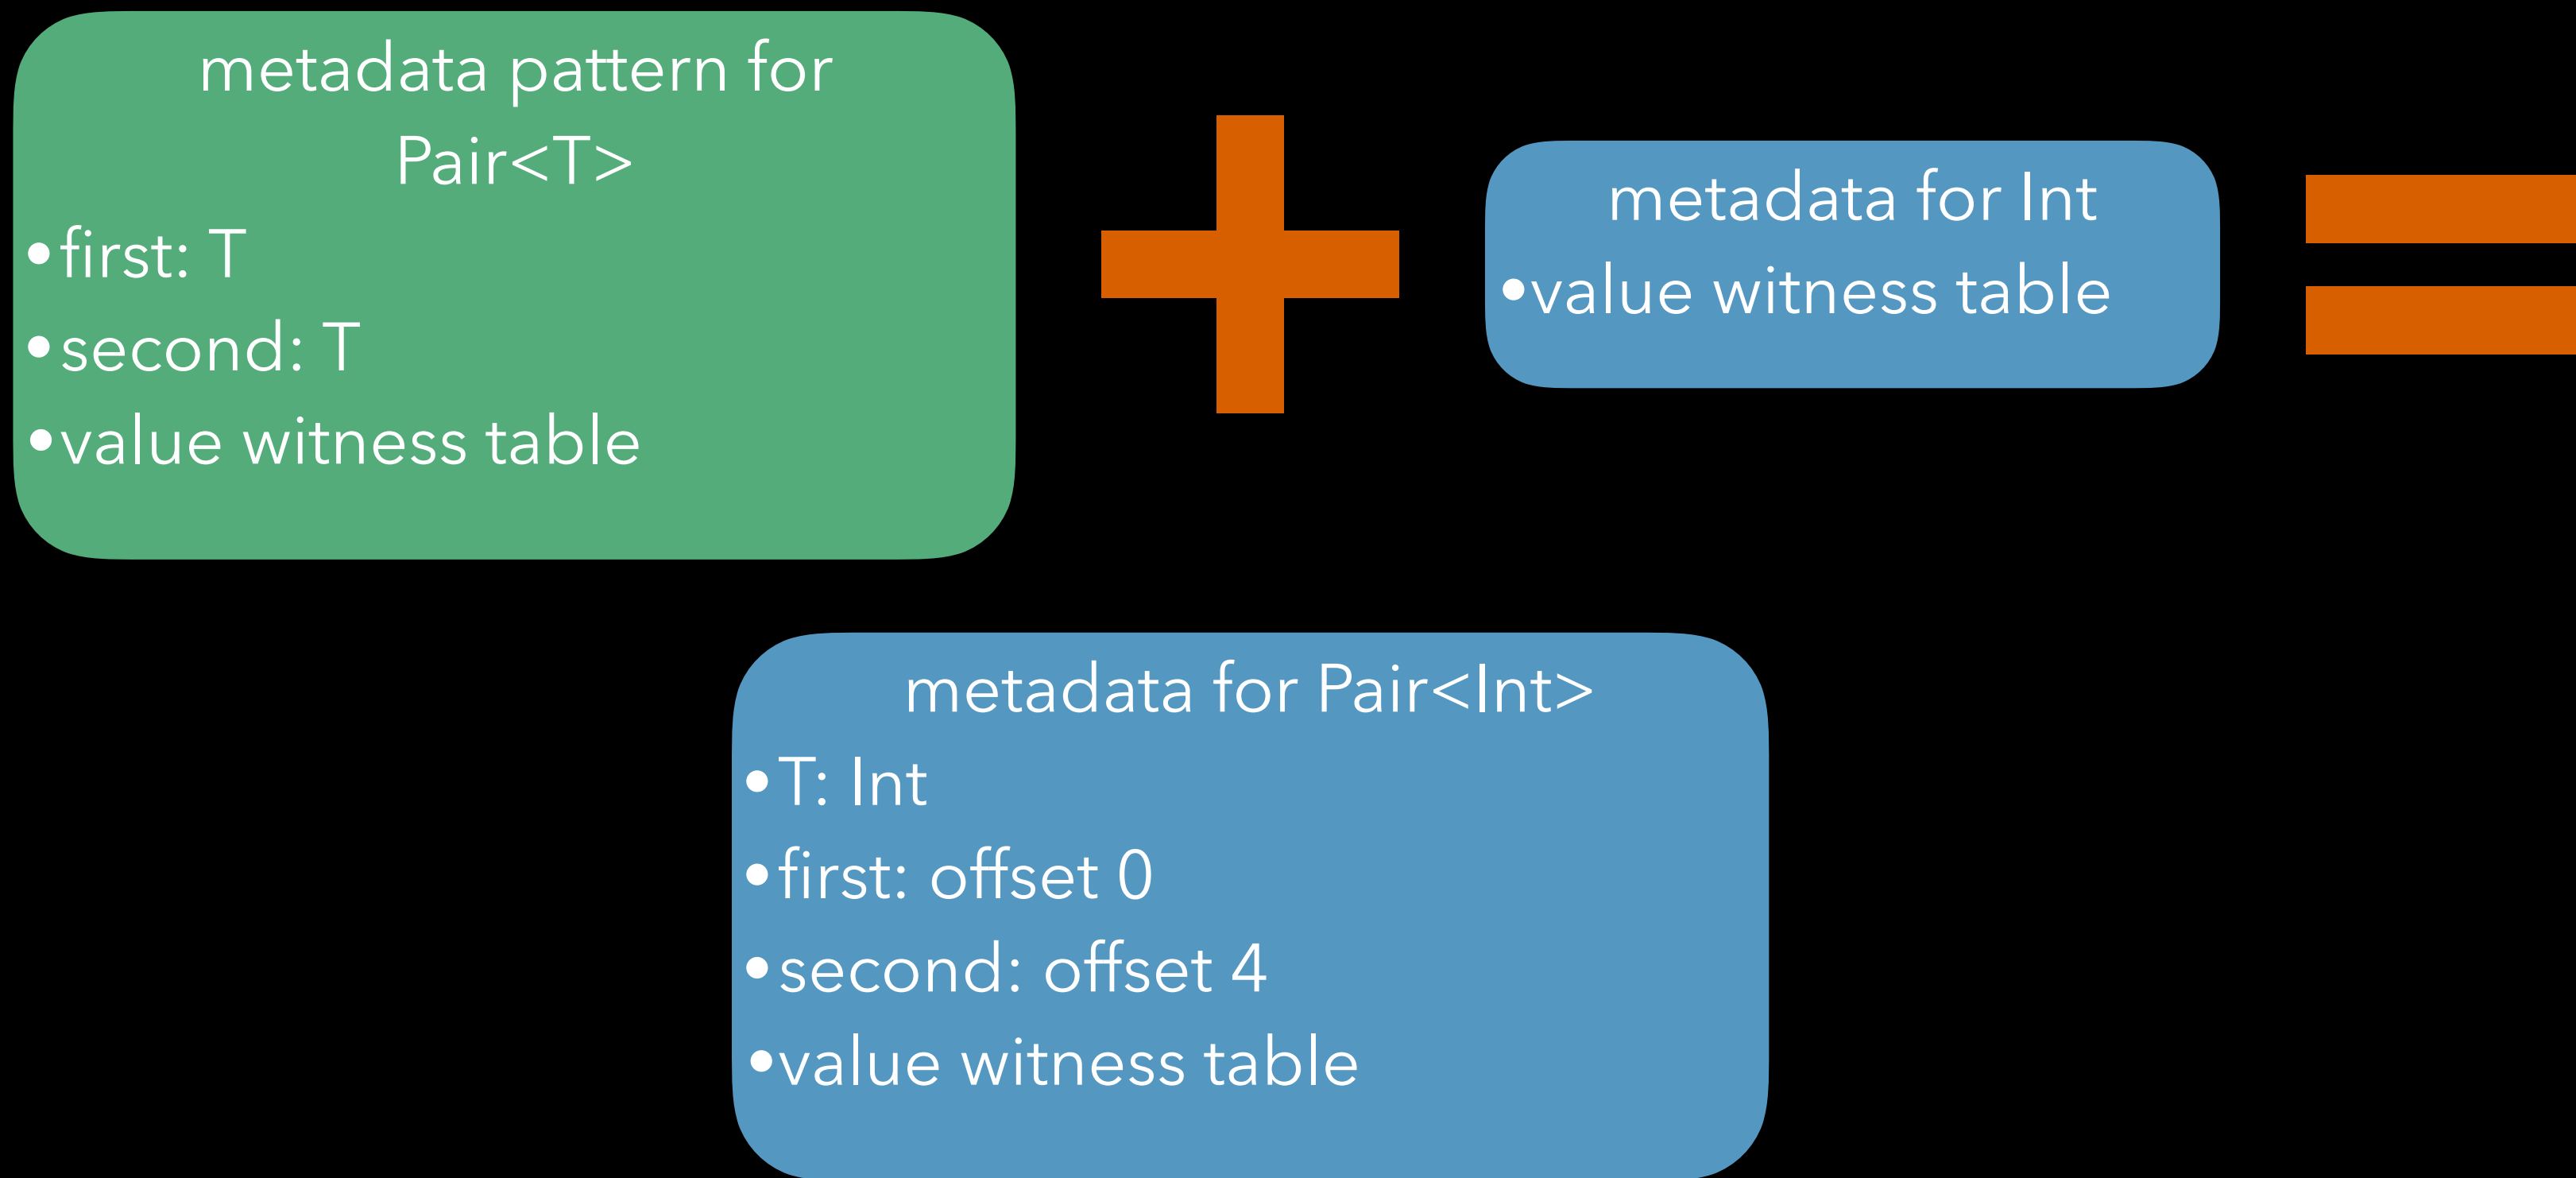 metadata pattern for
Pair<T>
•first: T
•second: T
•value witness table
metadata for Int
•value witness table
metadata for Pair<Int>
•T: Int
•first: offset 0
•second: offset 4
•value witness table